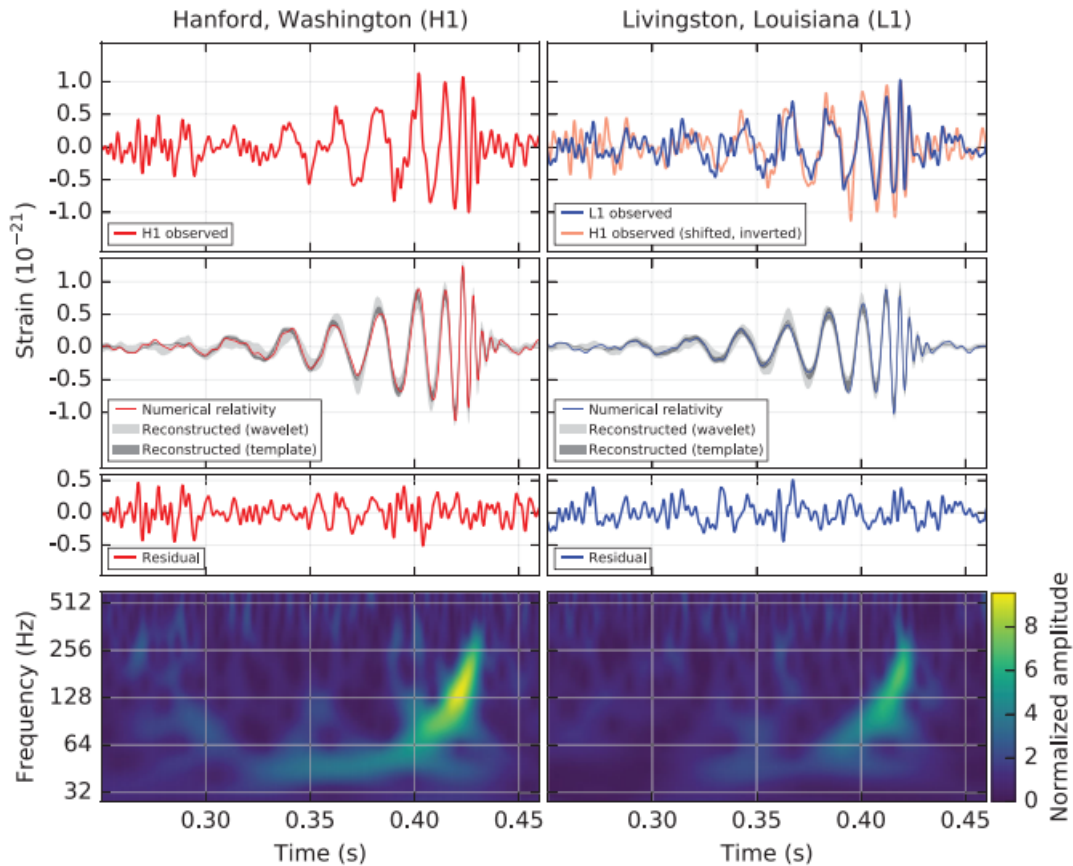 Hanford, Washington (H1)
Livingston, Louisiana (L1)
Strain (10⁻²¹)
1.0
0.5
0.0
-0.5
-1.0
H1 observed
L1 observed
H1 observed (shifted, inverted)
1.0
0.5
0.0
-0.5
-1.0
Numerical relativity
Reconstructed (wavelet)
Reconstructed (template)
Numerical relativity
Reconstructed (wavelet)
Reconstructed (template)
0.5
0.0
-0.5
Residual
Residual
Frequency (Hz)
512
256
128
64
32
Normalized amplitude
8
6
4
2
0
0.30 0.35 0.40 0.45
0.30 0.35 0.40 0.45
Time (s)
Time (s)